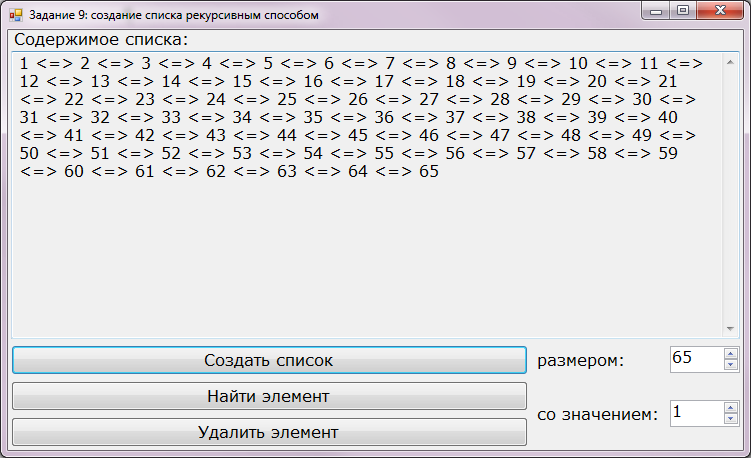 Задание 9: создание списка рекурсивным способом
Содержимое списка:
1 <=> 2 <=> 3 <=> 4 <=> 5 <=> 6 <=> 7 <=> 8 <=> 9 <=> 10 <=> 11 <=>
12 <=> 13 <=> 14 <=> 15 <=> 16 <=> 17 <=> 18 <=> 19 <=> 20 <=> 21
<=> 22 <=> 23 <=> 24 <=> 25 <=> 26 <=> 27 <=> 28 <=> 29 <=> 30 <=>
31 <=> 32 <=> 33 <=> 34 <=> 35 <=> 36 <=> 37 <=> 38 <=> 39 <=> 40
<=> 41 <=> 42 <=> 43 <=> 44 <=> 45 <=> 46 <=> 47 <=> 48 <=> 49 <=>
50 <=> 51 <=> 52 <=> 53 <=> 54 <=> 55 <=> 56 <=> 57 <=> 58 <=> 59
<=> 60 <=> 61 <=> 62 <=> 63 <=> 64 <=> 65
Создать список размером: 65
Найти элемент
со значением: 1
Удалить элемент